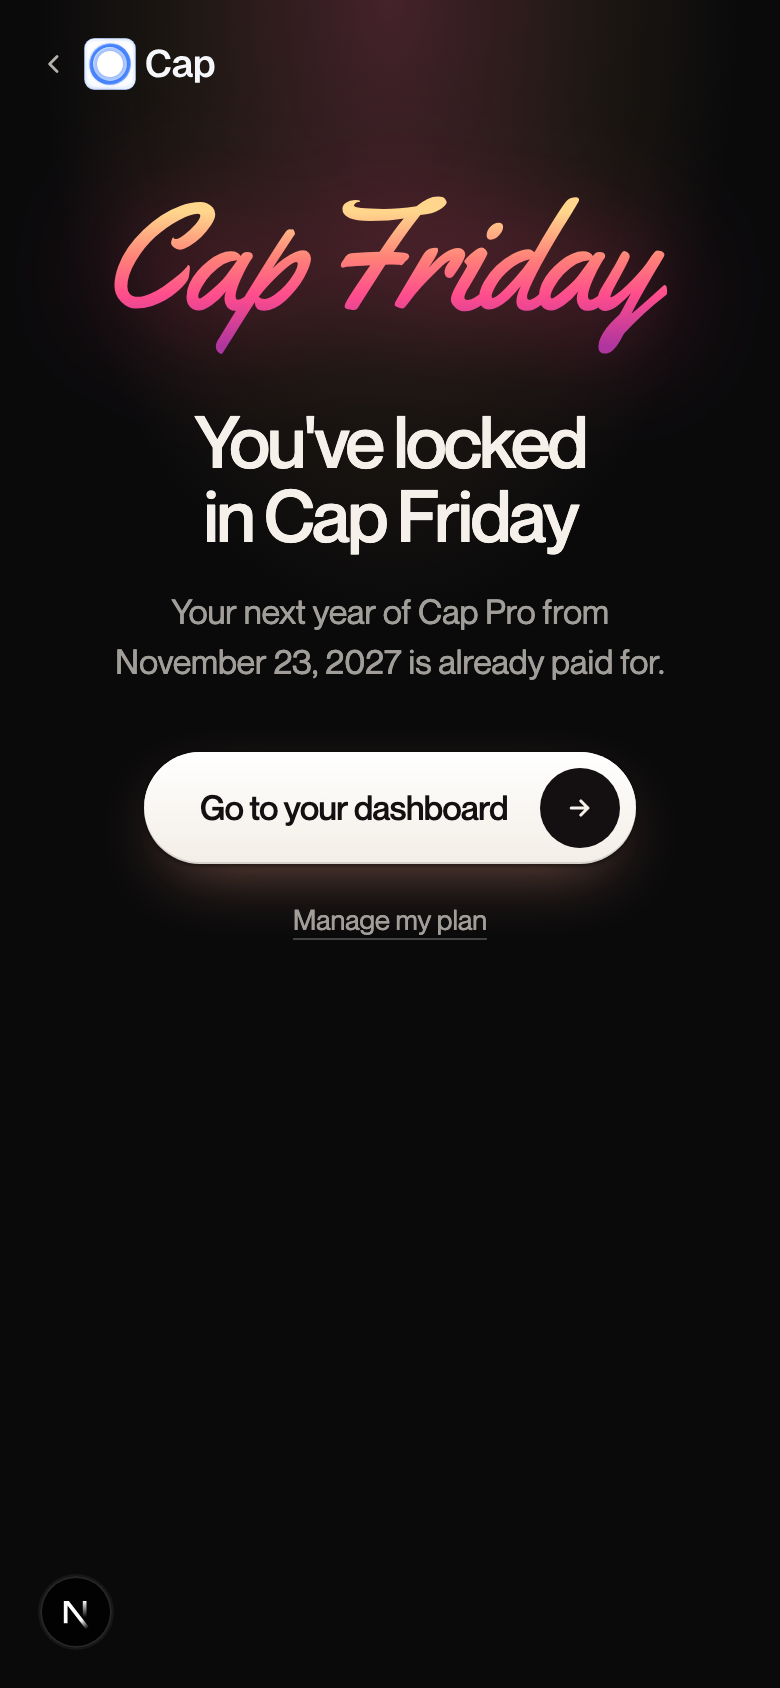 Cap
Cap Friday
You've locked
in Cap Friday
Your next year of Cap Pro from
November 23, 2027 is already paid for.
Go to your dashboard
Manage my plan
N